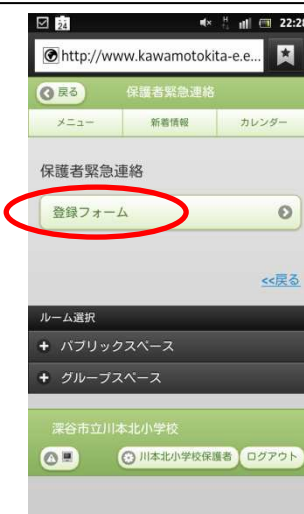 22:28
http://www.kawamotokita-e.e...
戻る
保護者緊急連絡
メニュー 新着情報 カレンダー
保護者緊急連絡
登録フォーム
<<戻る
ルーム選択
パブリックスペース
グループスペース
深谷市立川本北小学校
川本北小学校保護者 ログアウト